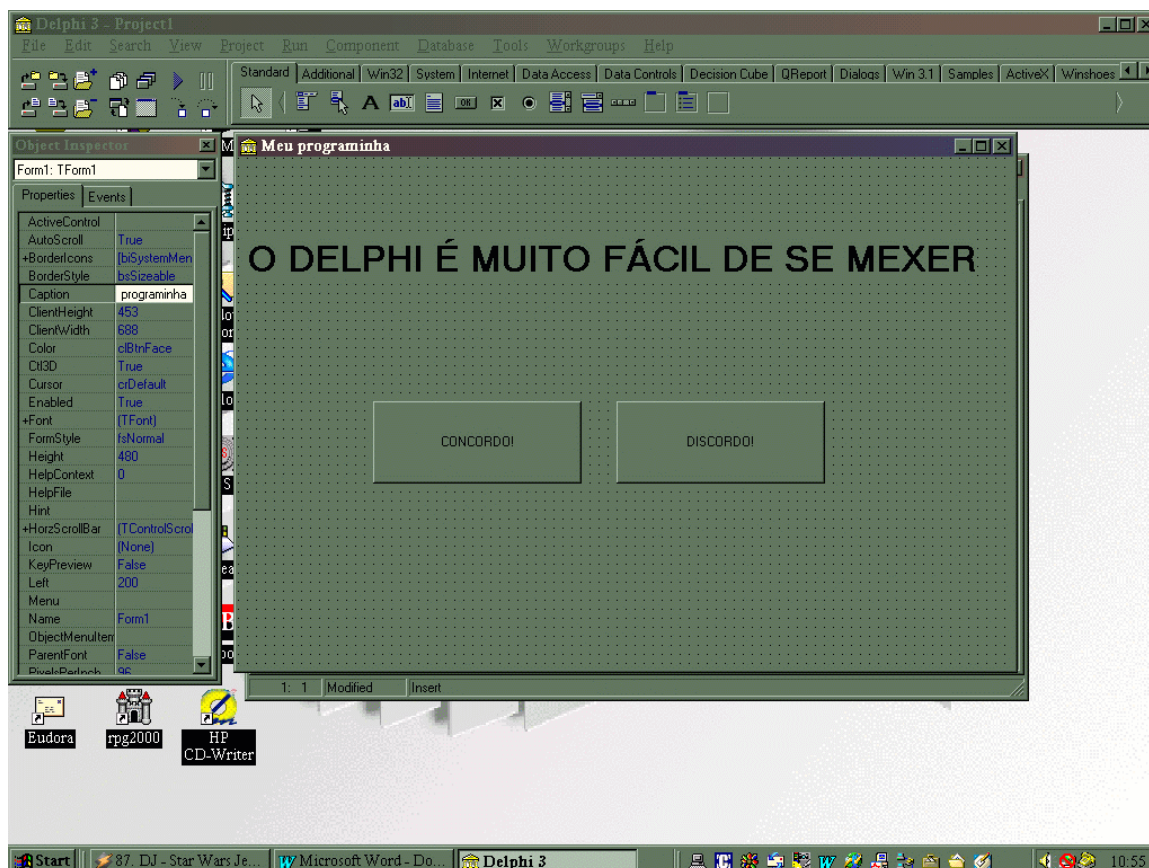 Delphi 3 - Project1
File Edit Search View Project Run Component Database Tools Workgroups Help
Standard Additional Win32 System Internet Data Access Data Controls Decision Cube QReport Dialogs Win 3.1 Samples ActiveX Winshoes
Object Inspector
Form1: TForm1
Properties Events
ActiveControl
AutoScroll True
+BorderIcons [biSystemMen
BorderStyle bsSizeable
Caption programinha
ClientHeight 453
ClientWidth 688
Color clBtnFace
Ctl3D True
Cursor crDefault
Enabled True
+Font (TFont)
FormStyle fsNormal
Height 480
HelpContext 0
HelpFile
Hint
+HorzScrollBar (TControlScrol
Icon (None)
KeyPreview False
Left 200
Menu
Name Form1
ObjectMenuItem
ParentFont False
PixelsPerInch 96
Meu programinha
O DELPHI É MUITO FÁCIL DE SE MEXER
CONCORDO!
DISCORDO!
1: 1 Modified Insert
Eudora
rpg2000
HP
CD-Writer
Start 87. DJ - Star Wars Je... Microsoft Word - Do... Delphi 3 10:55